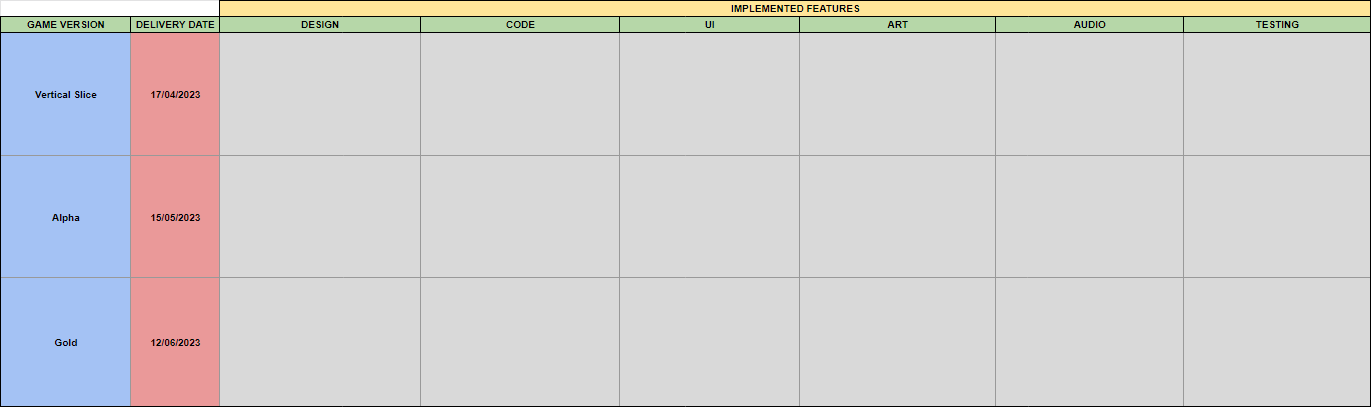 IMPLEMENTED FEATURES
GAME VERSION DELIVERY DATE DESIGN CODE UI ART AUDIO TESTING
Vertical Slice 17/04/2023
Alpha 15/05/2023
Gold 12/06/2023